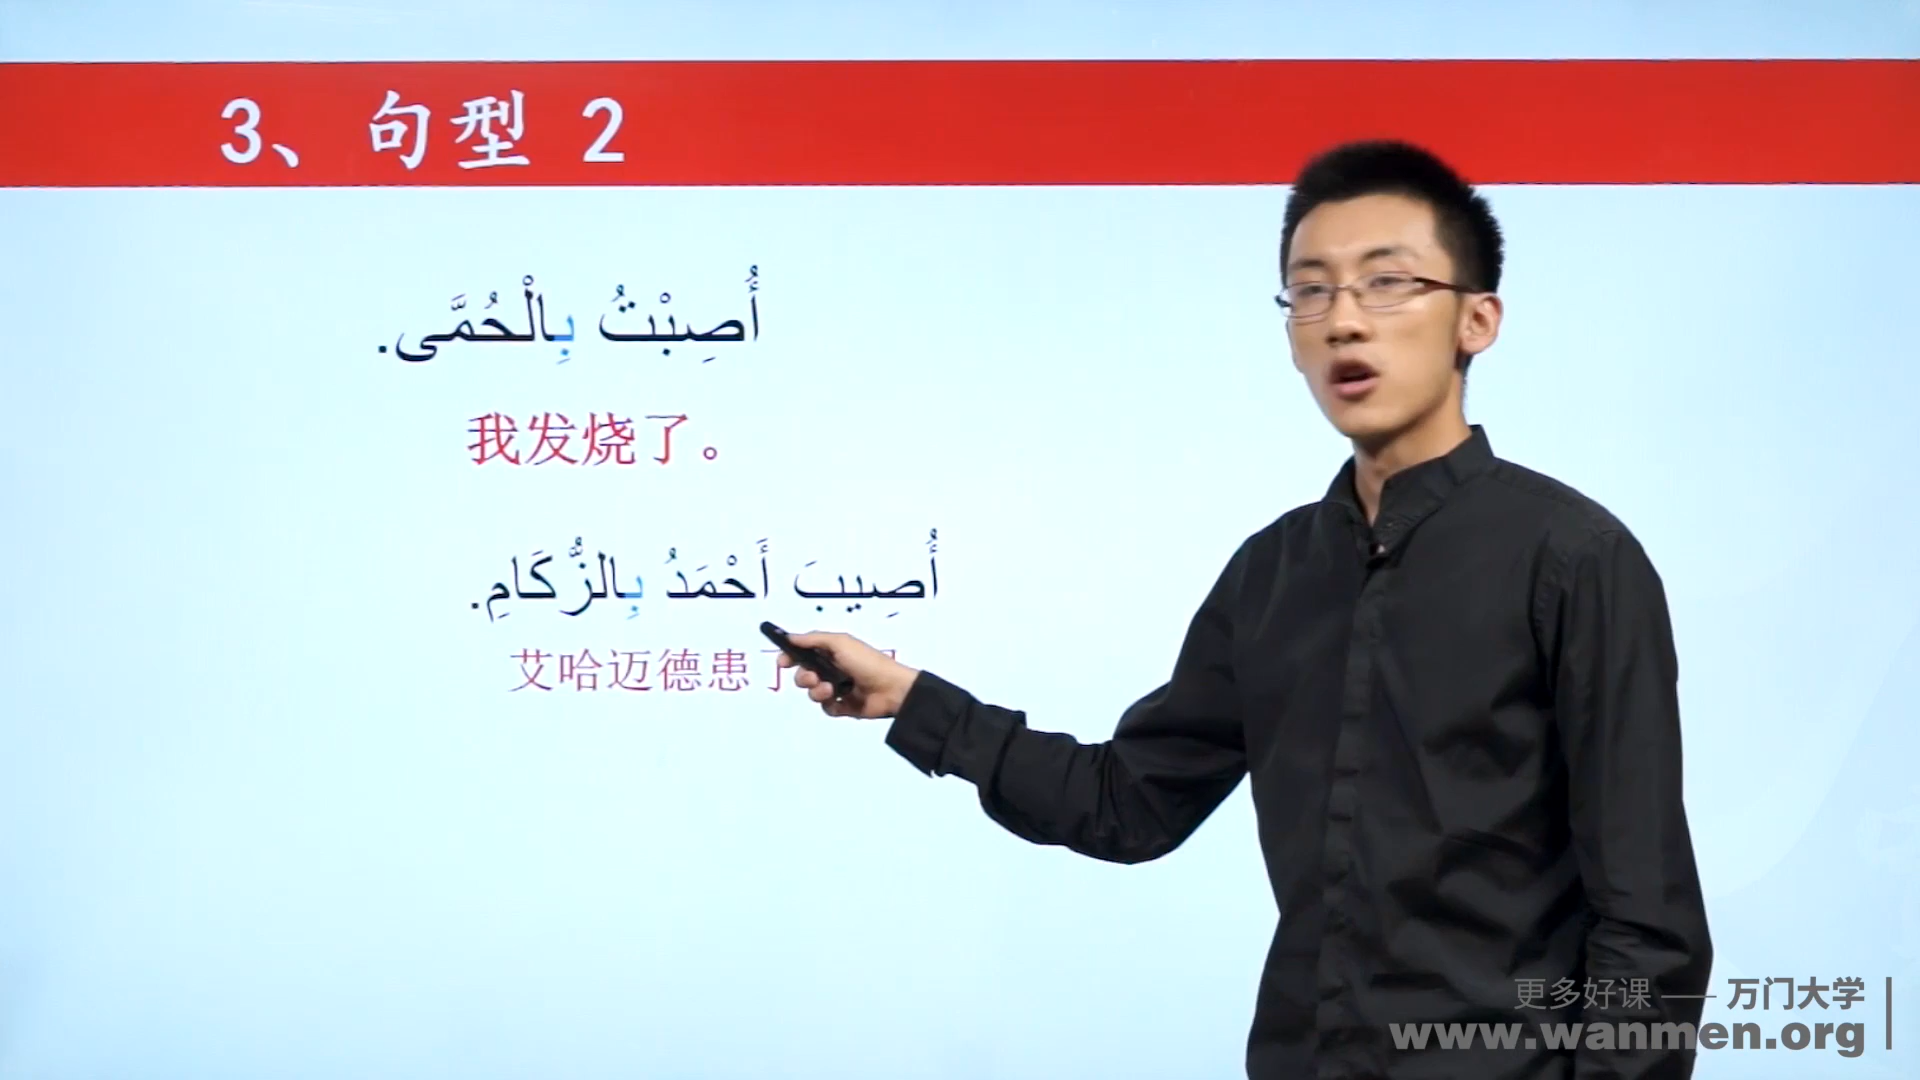 3、句型 2
أُصِبْتُ بِالْحُمَّى.
我发烧了。
أُصِيبَ أَحْمَدُ بِالزُّكَامِ.
艾哈迈德患了
更多好课 —— 万门大学
www.wanmen.org